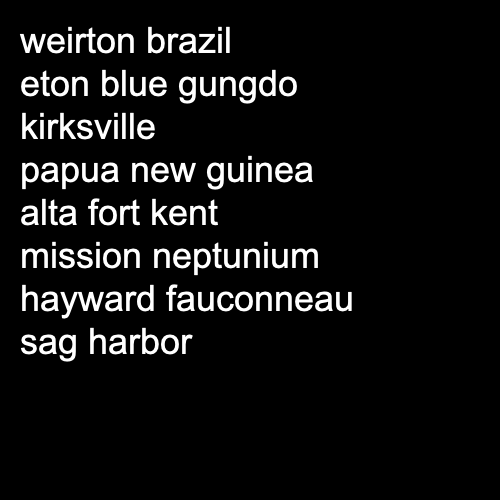 weirton brazil
eton blue gungdo
kirksville
papua new guinea
alta fort kent
mission neptunium
hayward fauconneau
sag harbor